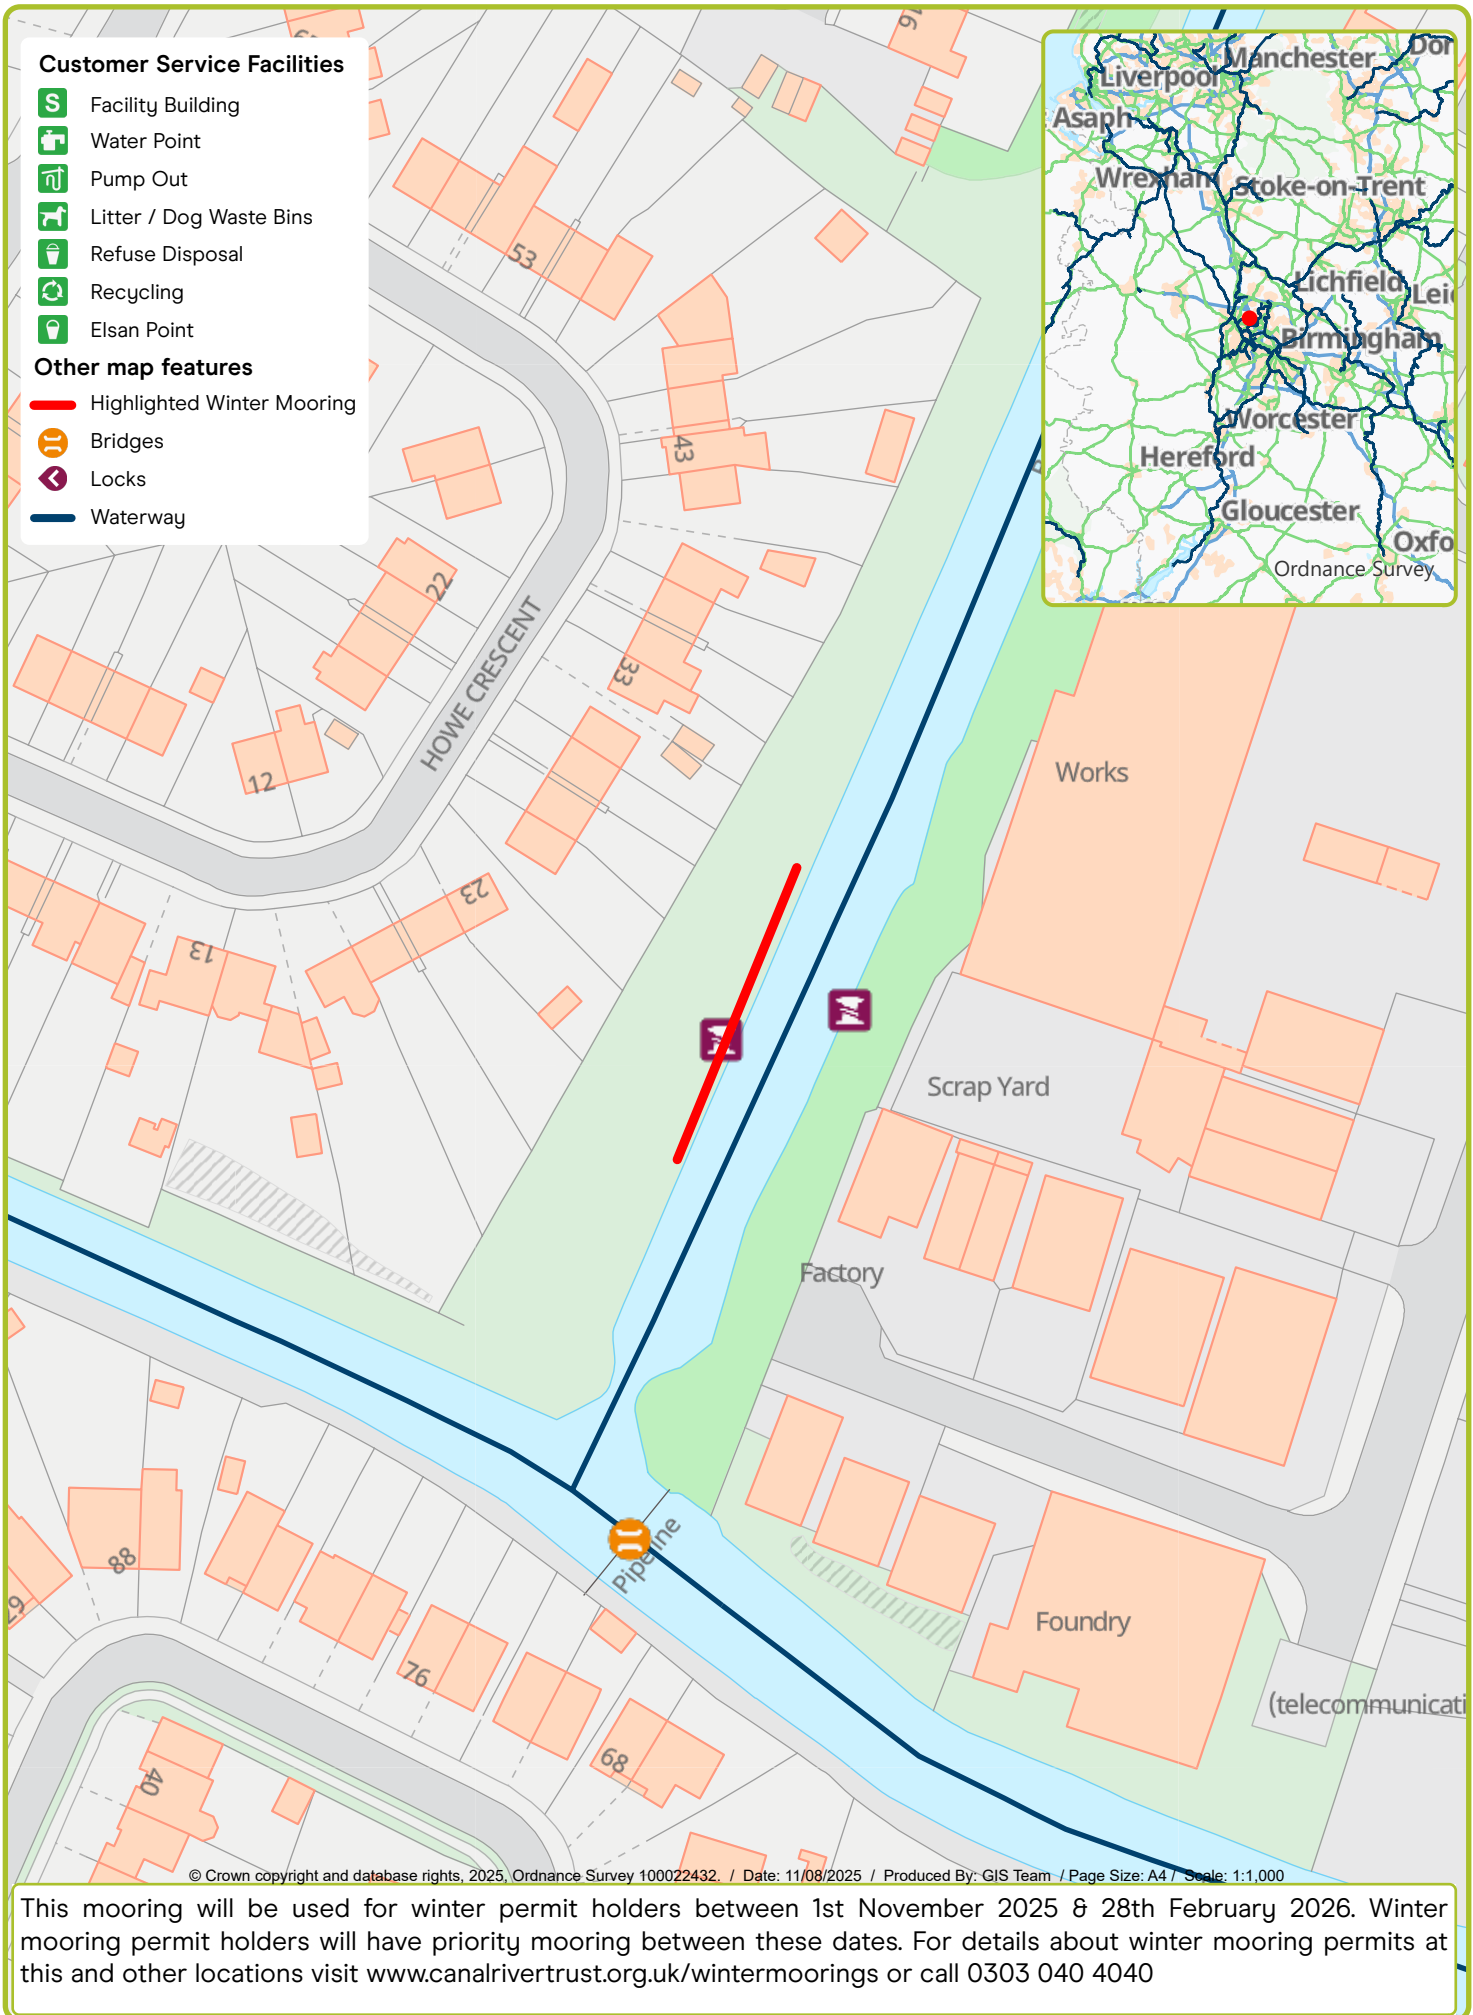 Customer Service Facilities
S Facility Building
Water Point
Pump Out
Litter / Dog Waste Bins
Refuse Disposal
Recycling
Elsan Point
Other map features
Highlighted Winter Mooring
Bridges
Locks
Waterway
Manchester
Liverpool
Asaph
Wrexham
Stoke-on-Trent
Lichfield
Birmingham
Worcester
Hereford
Gloucester
Oxfo
Ordnance Survey
16
53
43
22
33
HOWE CRESCENT
12
Works
23
13
Scrap Yard
Factory
Pipeline
88
29
76
Foundry
68
(telecommunicati
40
© Crown copyright and database rights, 2025, Ordnance Survey 100022432. / Date: 11/08/2025 / Produced By: GIS Team / Page Size: A4 / Scale: 1:1,000
This mooring will be used for winter permit holders between 1st November 2025 & 28th February 2026. Winter
mooring permit holders will have priority mooring between these dates. For details about winter mooring permits at
this and other locations visit www.canalrivertrust.org.uk/wintermoorings or call 0303 040 4040